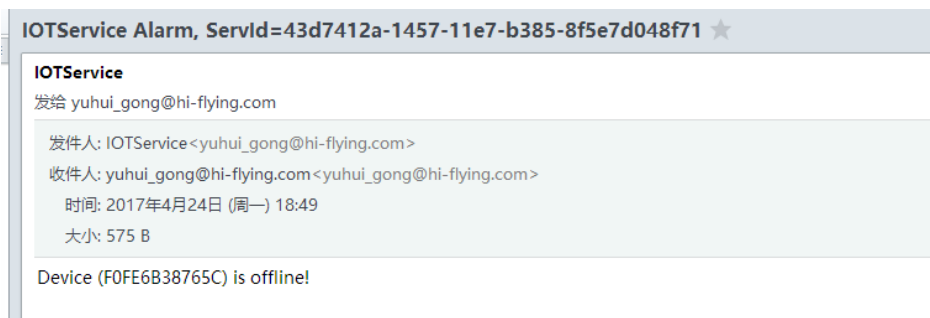 IOTService Alarm, ServId=43d7412a-1457-11e7-b385-8f5e7d048f71
IOTService
发给 yuhui_gong@hi-flying.com
发件人: IOTService<yuhui_gong@hi-flying.com>
收件人: yuhui_gong@hi-flying.com<yuhui_gong@hi-flying.com>
时间: 2017年4月24日 (周一) 18:49
大小: 575 B
Device (F0FE6B38765C) is offline!